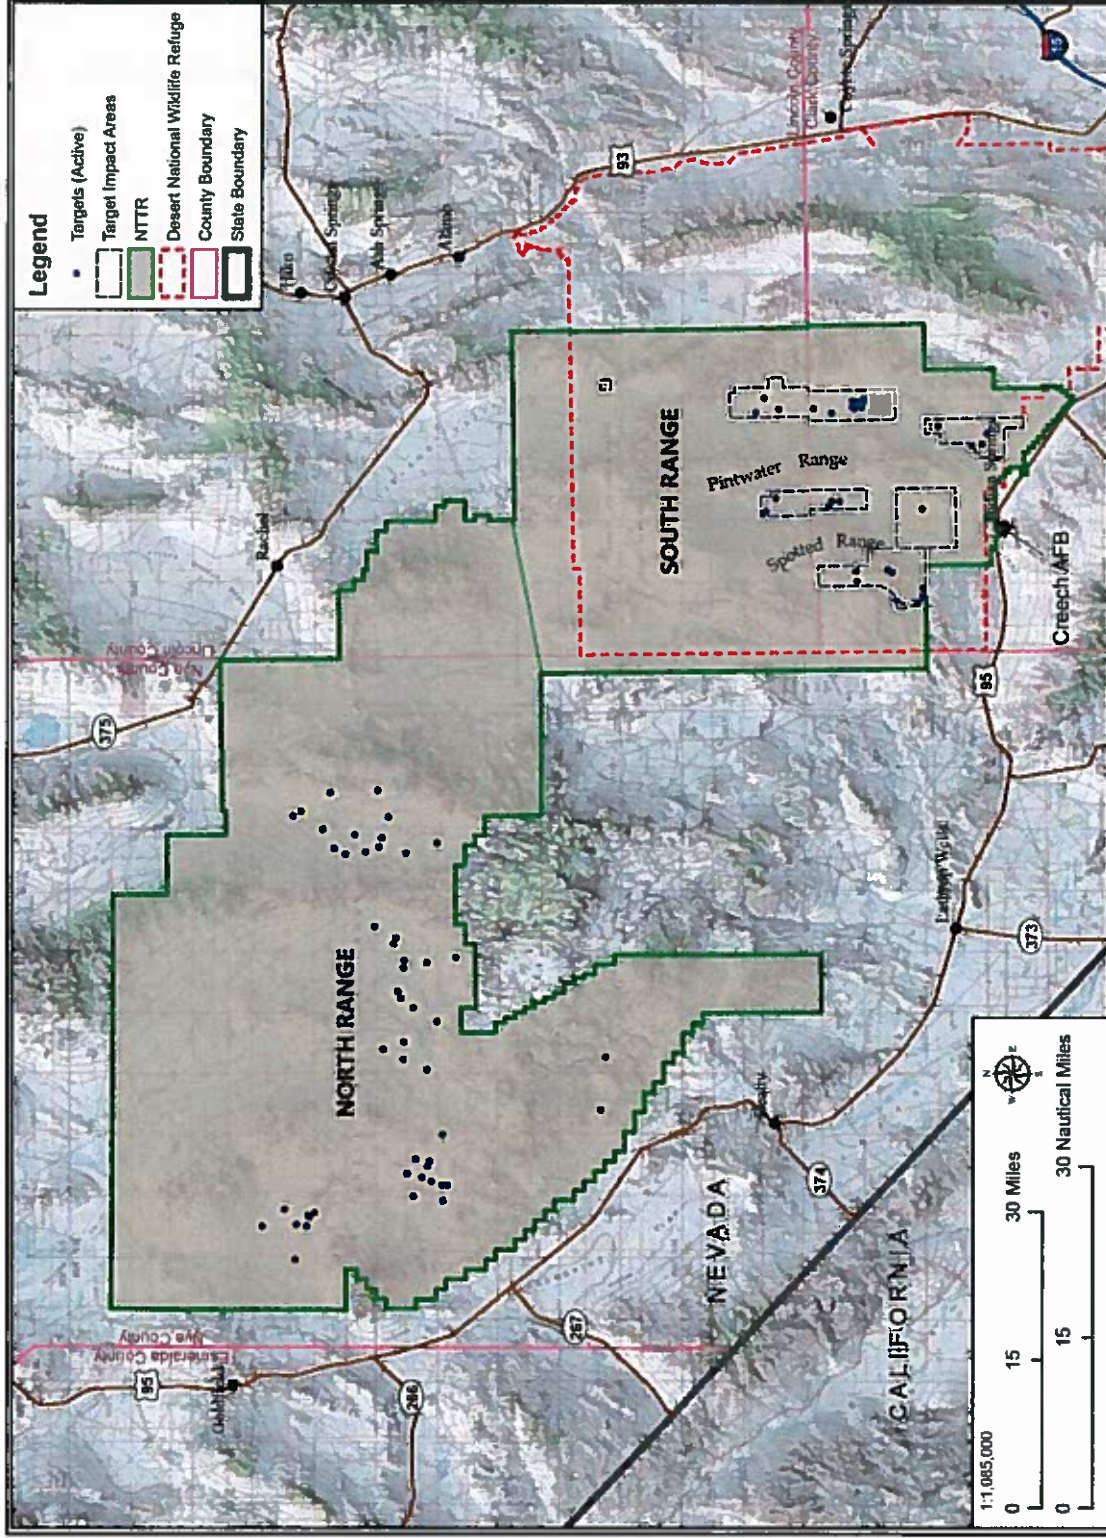 Legend
Targets (Active)
Target Impact Areas
NTTR
Desert National Wildlife Refuge
County Boundary
State Boundary
Hiko
Alamo
Rachel
375
93
15
Lincoln County
Clark County
Nye County
Lincoln County
NORTH RANGE
SOUTH RANGE
Pintwater Range
Spotted Range
Creech AFB
95
373
Beatty
374
267
266
95
Esmeralda County
Nye County
NEVADA
CALIFORNIA
1:1,085,000
0 15 30 Miles
0 15 30 Nautical Miles
N
E
S
W